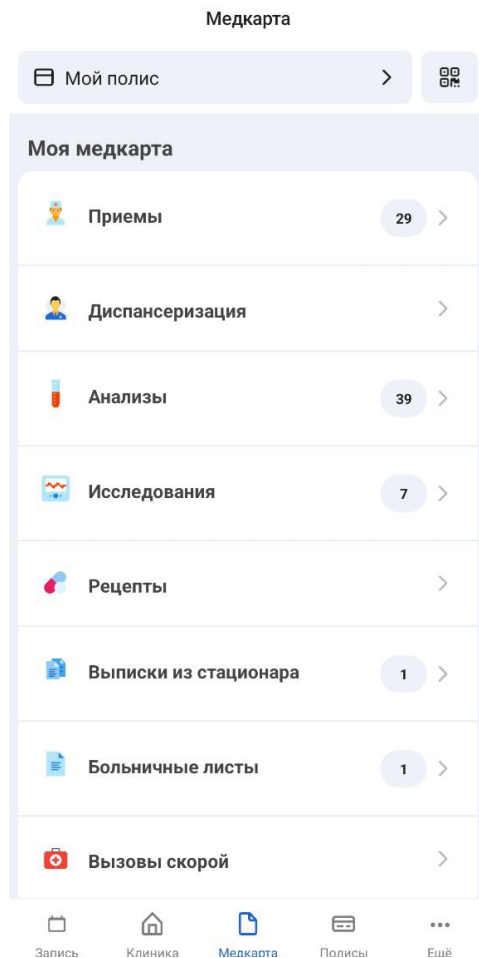 Медкарта
Мой полис
Моя медкарта
Приемы 29
Диспансеризация
Анализы 39
Исследования 7
Рецепты
Выписки из стационара 1
Больничные листы 1
Вызовы скорой
Запись Клиника Медкарта Полисы Ещё